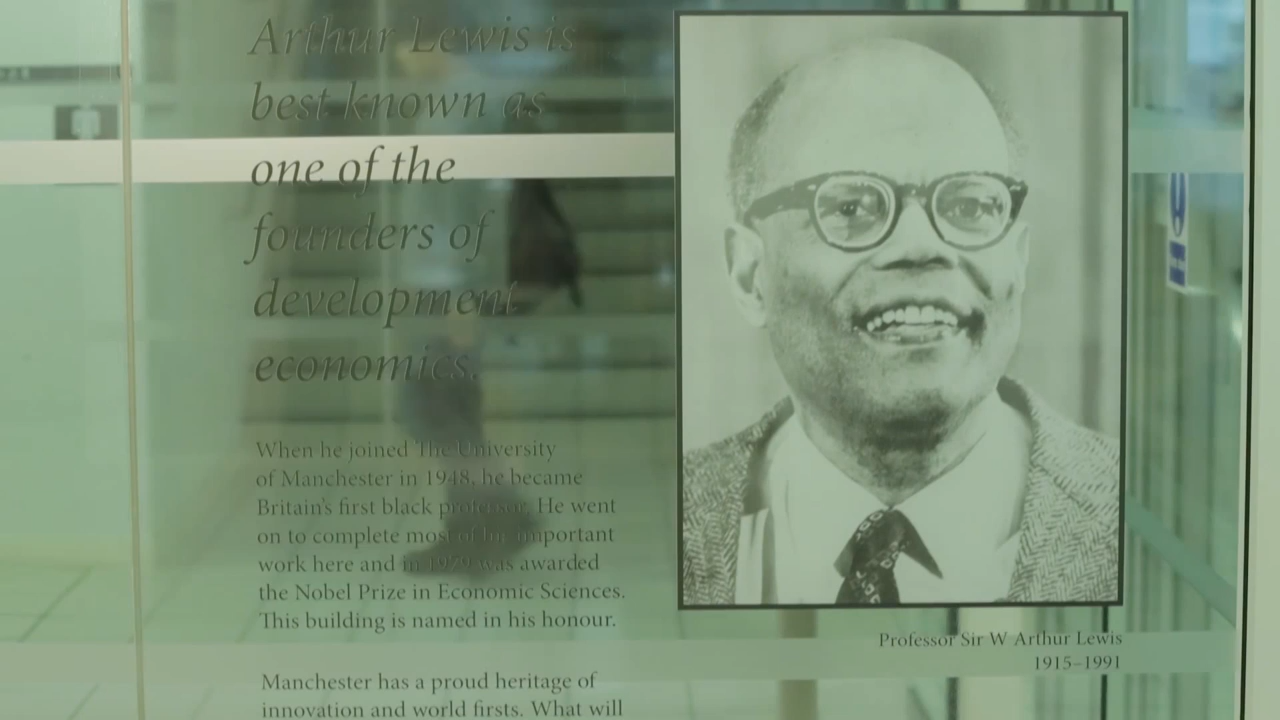 Arthur Lewis is
best known as
one of the
founders of
development
economics.
When he joined The University
of Manchester in 1948, he became
Britain's first black professor. He went
on to complete most of his important
work here and in 1979 was awarded
the Nobel Prize in Economic Sciences.
This building is named in his honour.
Manchester has a proud heritage of
innovation and world firsts. What will
Professor Sir W Arthur Lewis
1915–1991